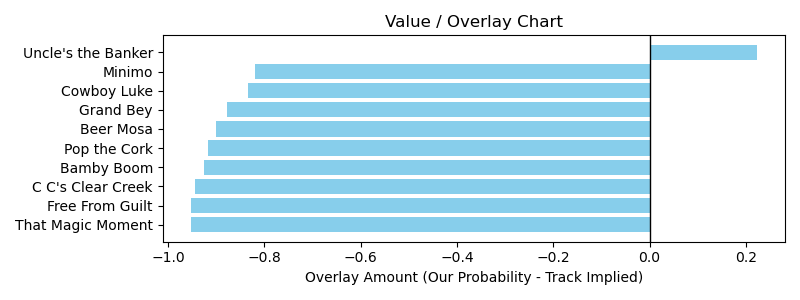 Value / Overlay Chart
Uncle's the Banker
Minimo
Cowboy Luke
Grand Bey
Beer Mosa
Pop the Cork
Bamby Boom
C C's Clear Creek
Free From Guilt
That Magic Moment
−1.0 −0.8 −0.6 −0.4 −0.2 0.0 0.2
Overlay Amount (Our Probability - Track Implied)